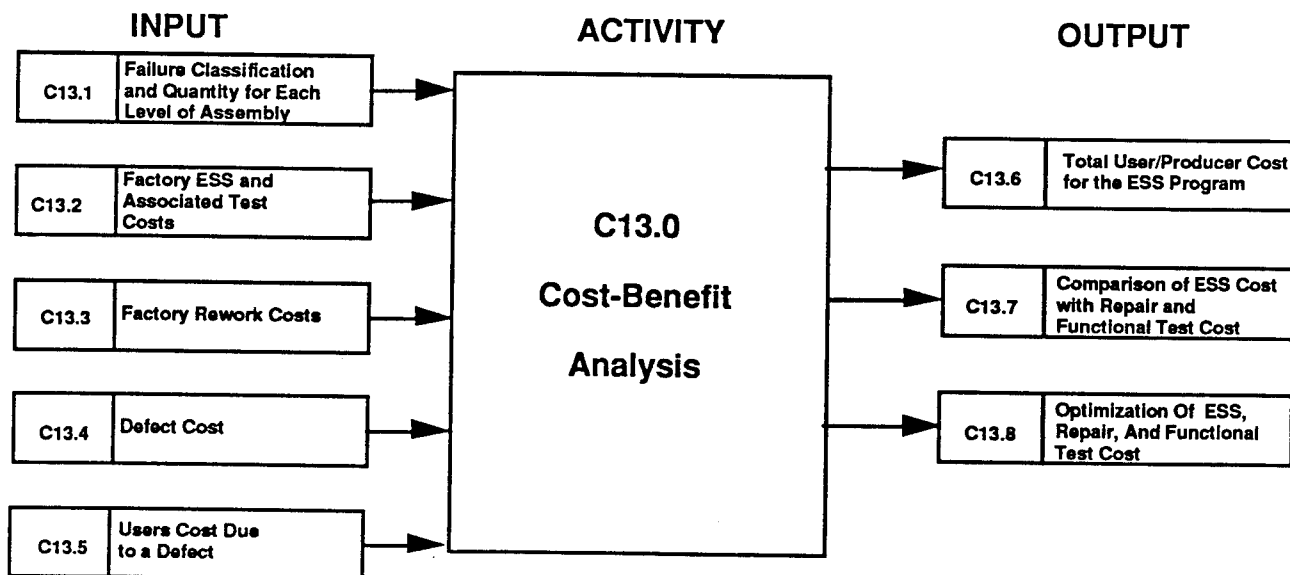 INPUT
ACTIVITY
OUTPUT
C13.1
Failure Classification
and Quantity for Each
Level of Assembly
C13.2
Factory ESS and
Associated Test
Costs
C13.3
Factory Rework Costs
C13.4
Defect Cost
C13.5
Users Cost Due
to a Defect
C13.0
Cost-Benefit
Analysis
C13.6
Total User/Producer Cost
for the ESS Program
C13.7
Comparison of ESS Cost
with Repair and
Functional Test Cost
C13.8
Optimization Of ESS,
Repair, And Functional
Test Cost